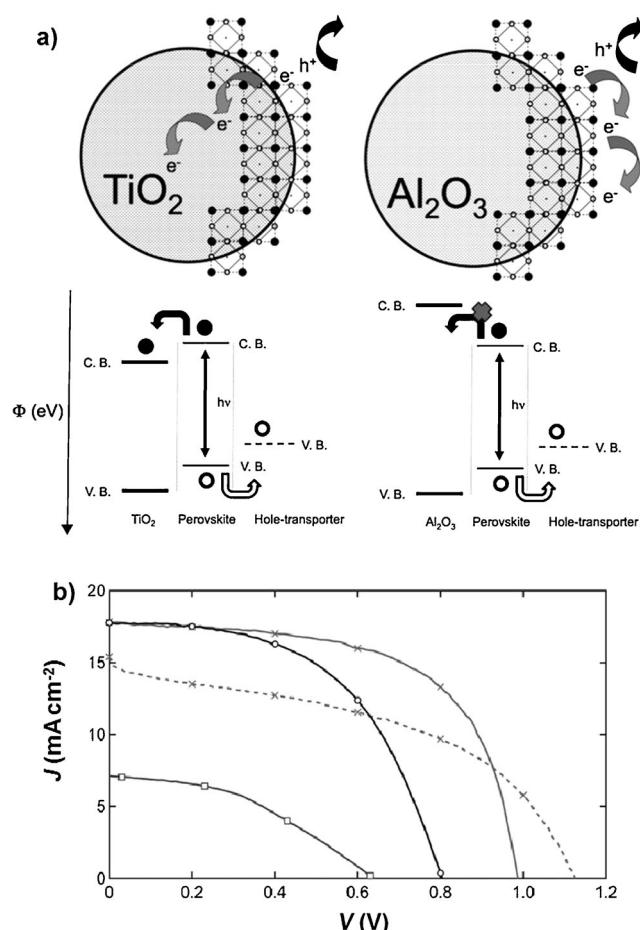 a)
h⁺
e⁻
e⁻
e⁻
TiO₂
h⁺
e⁻
e⁻
e⁻
Al₂O₃
Φ (eV)
C. B.
C. B.
hν
V. B.
V. B.
V. B.
TiO₂ Perovskite Hole-transporter
C. B.
C. B.
hν
V. B.
V. B.
V. B.
Al₂O₃ Perovskite Hole-transporter
b)
20
15
10
5
0
J (mA cm⁻²)
0 0.2 0.4 0.6 0.8 1.0 1.2
V (V)